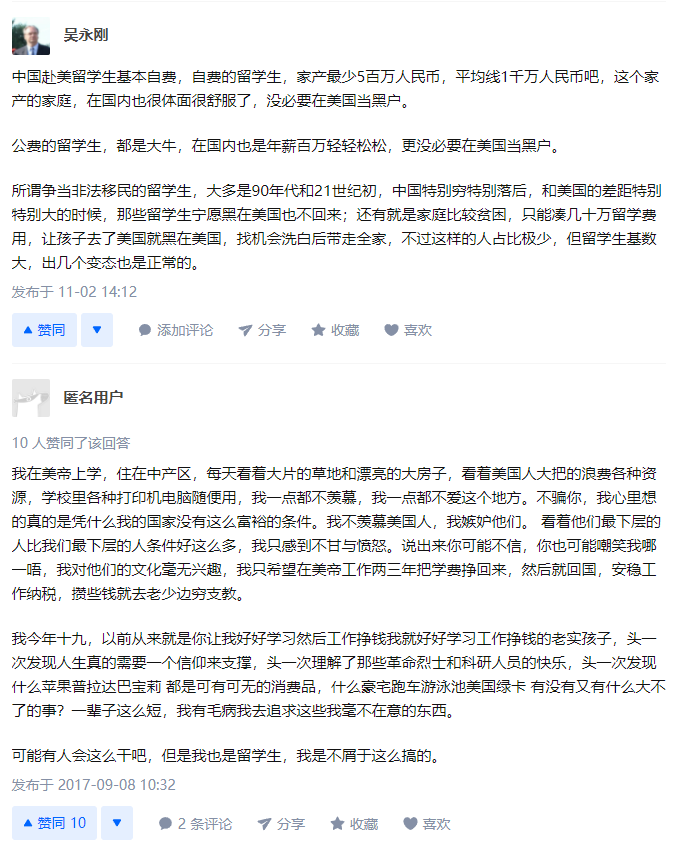 吴永刚
中国赴美留学生基本自费，自费的留学生，家产最少5百万人民币，平均线1千万人民币吧，这个家
产的家庭，在国内也很体面很舒服了，没必要在美国当黑户。
公费的留学生，都是大牛，在国内也是年薪百万轻轻松松，更没必要在美国当黑户。
所谓争当非法移民的留学生，大多是90年代和21世纪初，中国特别穷特别落后，和美国的差距特别
特别大的时候，那些留学生宁愿黑在美国也不回来；还有就是家庭比较贫困，只能凑几十万留学费
用，让孩子去了美国就黑在美国，找机会洗白后带走全家，不过这样的人占比极少，但留学生基数
大，出几个变态也是正常的。
发布于 11-02 14:12
赞同
添加评论
分享
收藏
喜欢
匿名用户
10 人赞同了该回答
我在美帝上学，住在中产区，每天看着大片的草地和漂亮的大房子，看着美国人大把的浪费各种资
源，学校里各种打印机电脑随便用，我一点都不羡慕，我一点都不爱这个地方。不骗你，我心里想
的真的是凭什么我的国家没有这么富裕的条件。我不羡慕美国人，我嫉妒他们。 看着他们最下层的
人比我们最下层的人条件好这么多，我只感到不甘与愤怒。说出来你可能不信，你也可能嘲笑我哪
一唔，我对他们的文化毫无兴趣，我只希望在美帝工作两三年把学费挣回来，然后就回国，安稳工
作纳税，攒些钱就去老少边穷支教。
我今年十九，以前从来就是你让我好好学习然后工作挣钱我就好好学习工作挣钱的老实孩子，头一
次发现人生真的需要一个信仰来支撑，头一次理解了那些革命烈士和科研人员的快乐，头一次发现
什么苹果普拉达巴宝莉 都是可有可无的消费品，什么豪宅跑车游泳池美国绿卡 有没有又有什么大不
了的事？一辈子这么短，我有毛病我去追求这些我毫不在意的东西。
可能有人会这么干吧，但是我也是留学生，我是不屑于这么搞的。
发布于 2017-09-08 10:32
赞同 10
2 条评论
分享
收藏
喜欢